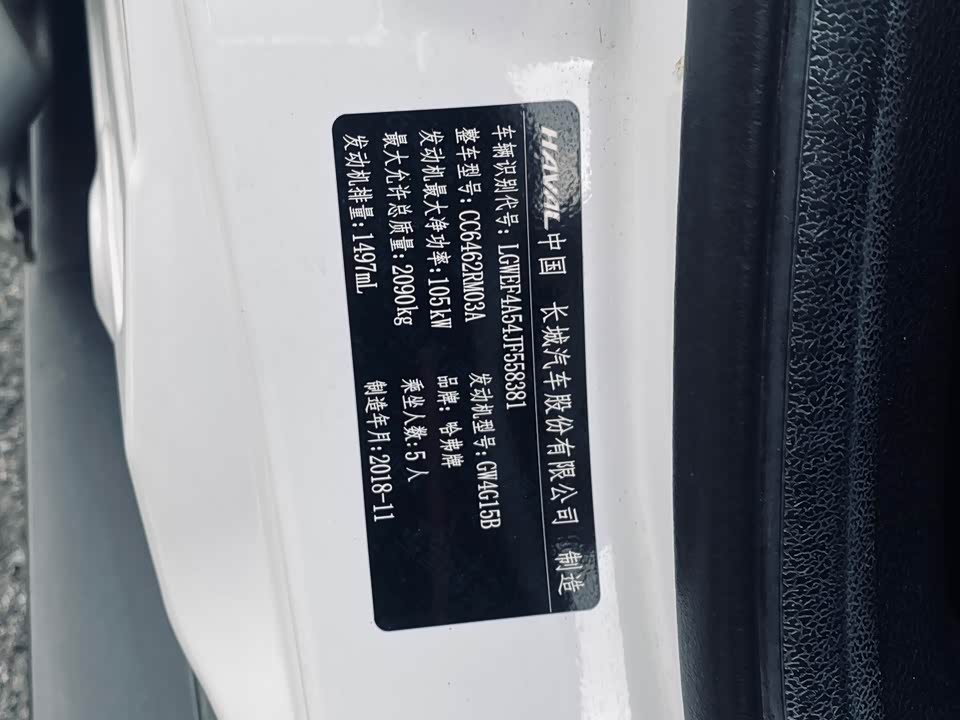 HAVAL 中国 长城汽车股份有限公司 制造
车辆识别代号: LGWEF4A54JF558381
整车型号: CC6462RM03A 发动机型号: GW4G15B
发动机最大净功率: 105kW 品牌: 哈弗牌
最大允许总质量: 2090kg 乘坐人数: 5 人
发动机排量: 1497mL 制造年月: 2018-11